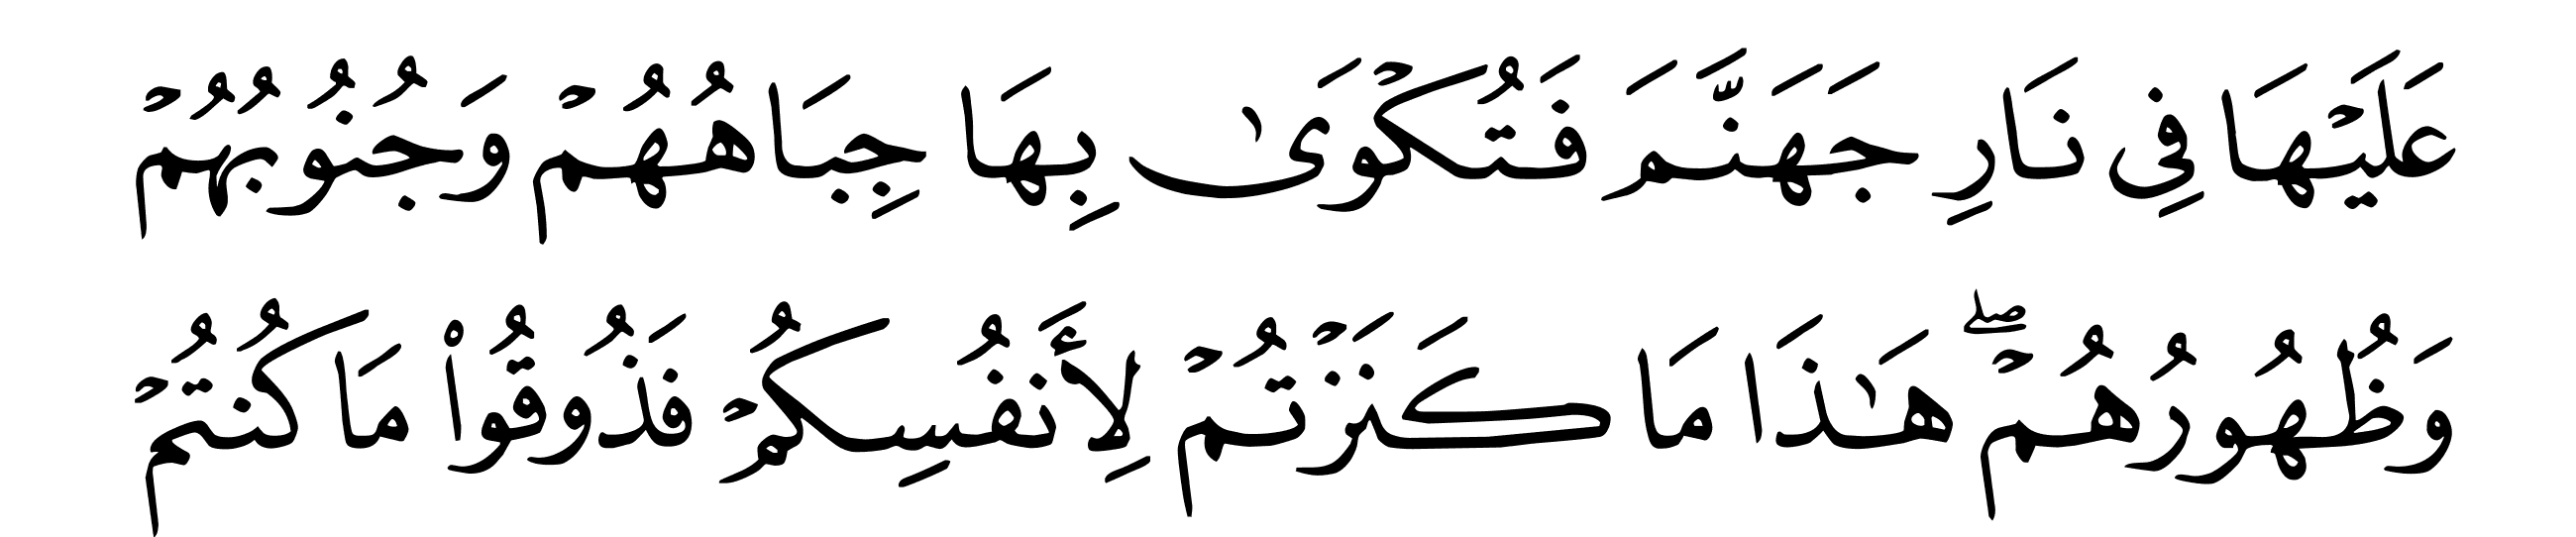 عَلَيۡهَا فِي نَارِ جَهَنَّمَ فَتُكۡوَىٰ بِهَا جِبَاهُهُمۡ وَجُنُوبُهُمۡ
وَظُهُورُهُمۡۖ هَٰذَا مَا كَنَزۡتُمۡ لِأَنفُسِكُمۡ فَذُوقُواْ مَا كُنتُمۡ